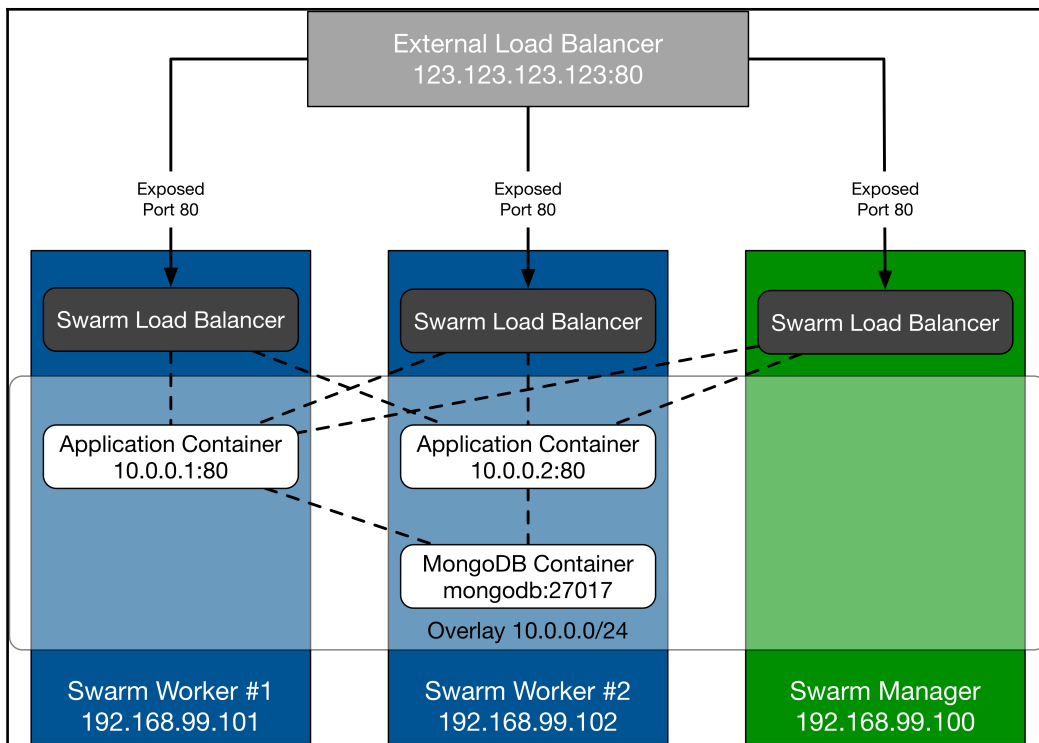 External Load Balancer
123.123.123.123:80
Exposed
Port 80
Exposed
Port 80
Exposed
Port 80
Swarm Load Balancer
Swarm Load Balancer
Swarm Load Balancer
Application Container
10.0.0.1:80
Application Container
10.0.0.2:80
MongoDB Container
mongodb:27017
Overlay 10.0.0.0/24
Swarm Worker #1
192.168.99.101
Swarm Worker #2
192.168.99.102
Swarm Manager
192.168.99.100